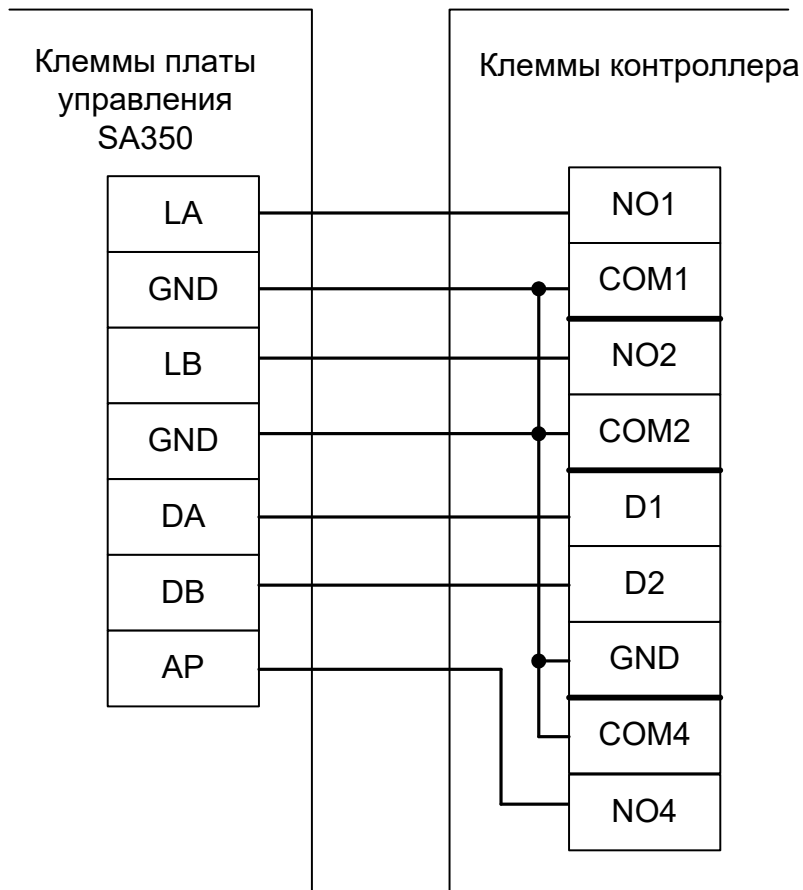 Клеммы платы
управления
SA350
LA
GND
LB
GND
DA
DB
AP
Клеммы контроллера
NO1
COM1
NO2
COM2
D1
D2
GND
COM4
NO4